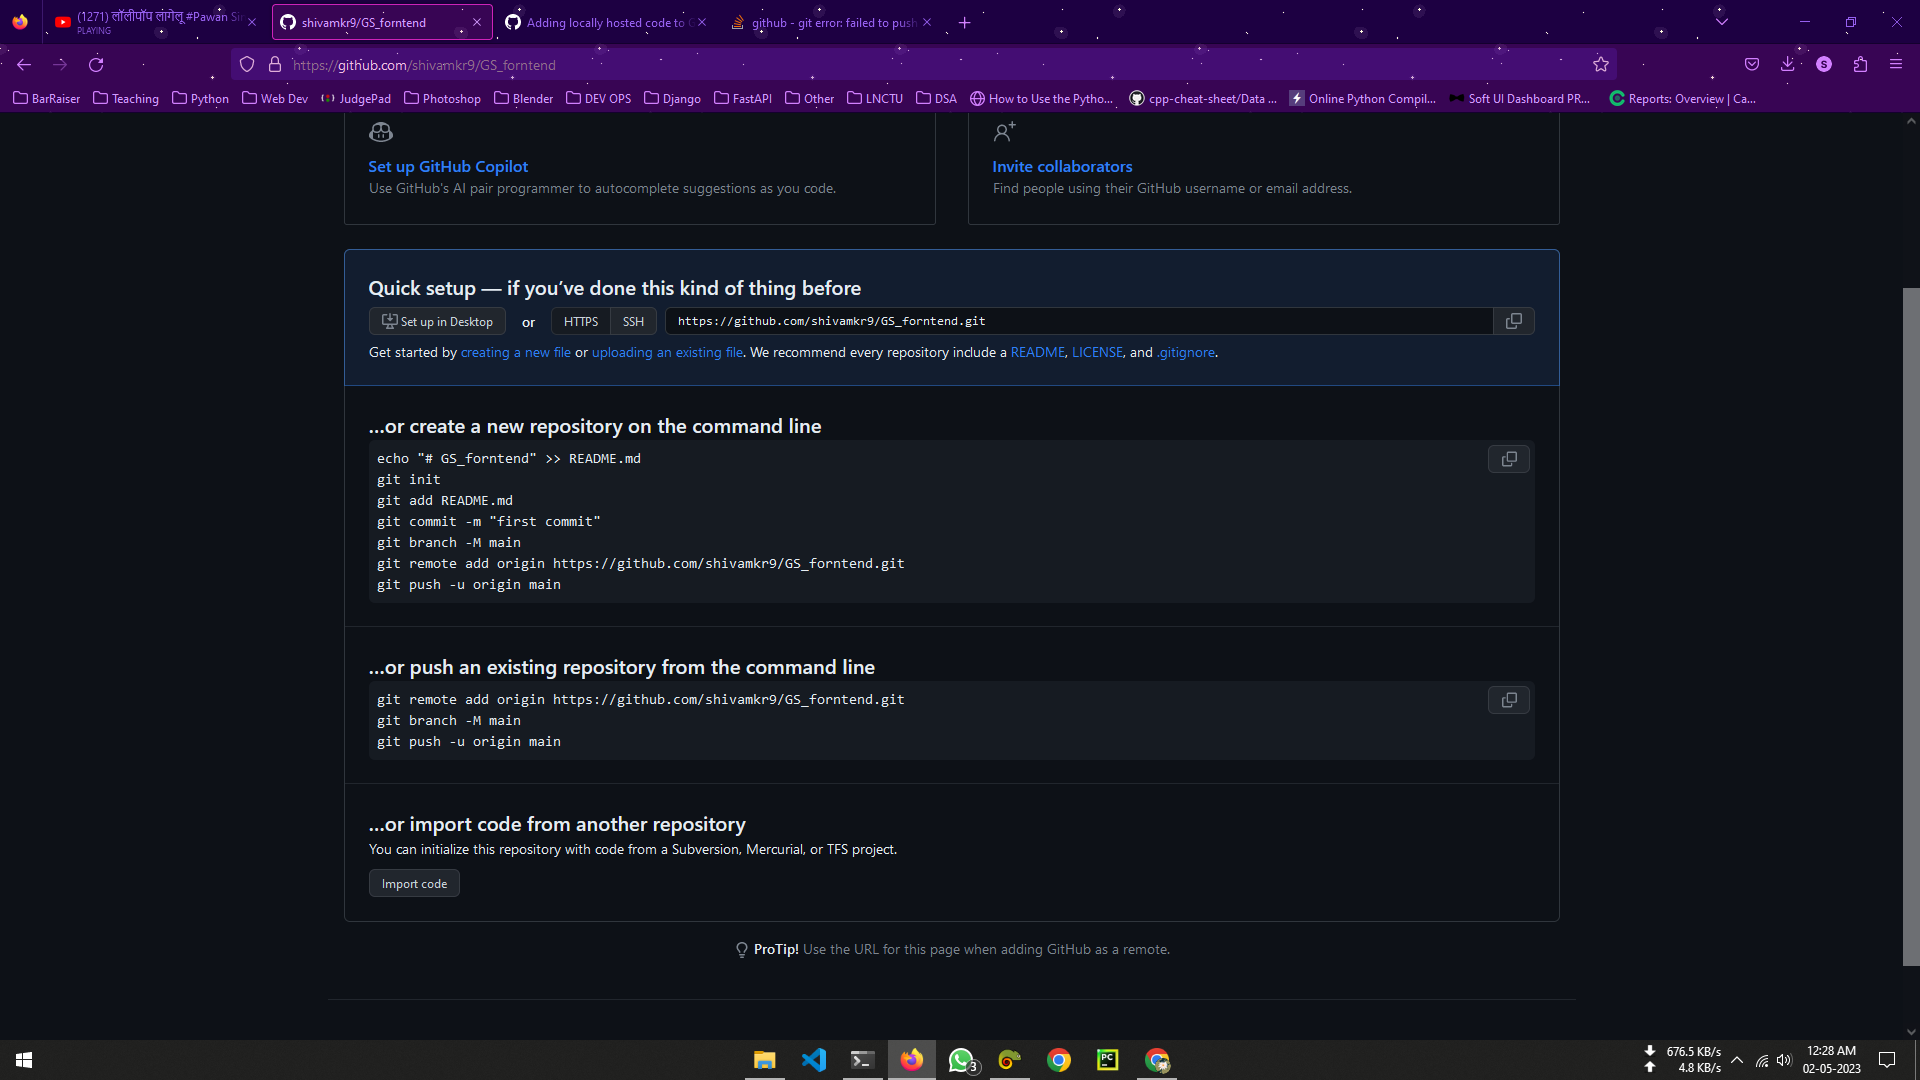 (1271) लॉलीपॉप लागेलू #Pawan Si
PLAYING
shivamkr9/GS_forntend
Adding locally hosted code to G
github - git error: failed to push
https://github.com/shivamkr9/GS_forntend
S
BarRaiser
Teaching
Python
Web Dev
JudgePad
Photoshop
Blender
DEV OPS
Django
FastAPI
Other
LNCTU
DSA
How to Use the Pytho...
cpp-cheat-sheet/Data ...
Online Python Compil...
Soft UI Dashboard PR...
Reports: Overview | Ca...
Set up GitHub Copilot
Use GitHub's AI pair programmer to autocomplete suggestions as you code.
Invite collaborators
Find people using their GitHub username or email address.
Quick setup — if you’ve done this kind of thing before
Set up in Desktop or HTTPS SSH https://github.com/shivamkr9/GS_forntend.git
Get started by creating a new file or uploading an existing file. We recommend every repository include a README, LICENSE, and .gitignore.
…or create a new repository on the command line
echo "# GS_forntend" >> README.md
git init
git add README.md
git commit -m "first commit"
git branch -M main
git remote add origin https://github.com/shivamkr9/GS_forntend.git
git push -u origin main
…or push an existing repository from the command line
git remote add origin https://github.com/shivamkr9/GS_forntend.git
git branch -M main
git push -u origin main
…or import code from another repository
You can initialize this repository with code from a Subversion, Mercurial, or TFS project.
Import code
ProTip! Use the URL for this page when adding GitHub as a remote.
3
PC
676.5 KB/s
4.8 KB/s
12:28 AM
02-05-2023